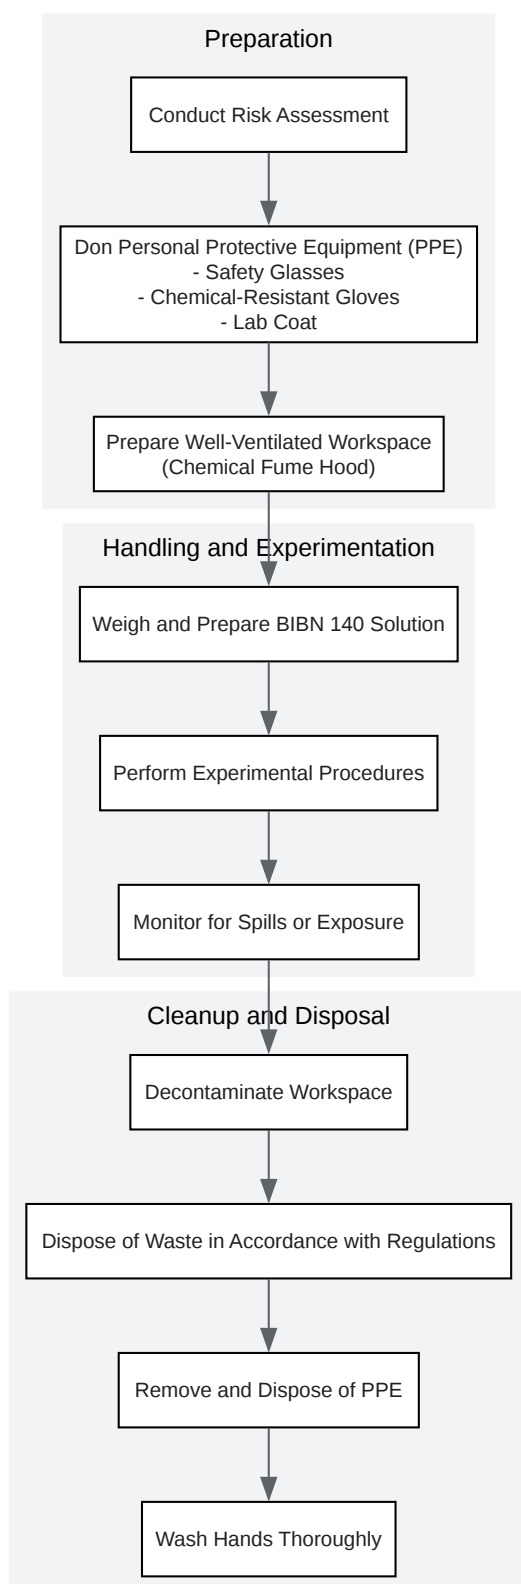 Preparation
Conduct Risk Assessment
Don Personal Protective Equipment (PPE)
- Safety Glasses
- Chemical-Resistant Gloves
- Lab Coat
Prepare Well-Ventilated Workspace
(Chemical Fume Hood)
Handling and Experimentation
Weigh and Prepare BIBN 140 Solution
Perform Experimental Procedures
Monitor for Spills or Exposure
Cleanup and Disposal
Decontaminate Workspace
Dispose of Waste in Accordance with Regulations
Remove and Dispose of PPE
Wash Hands Thoroughly